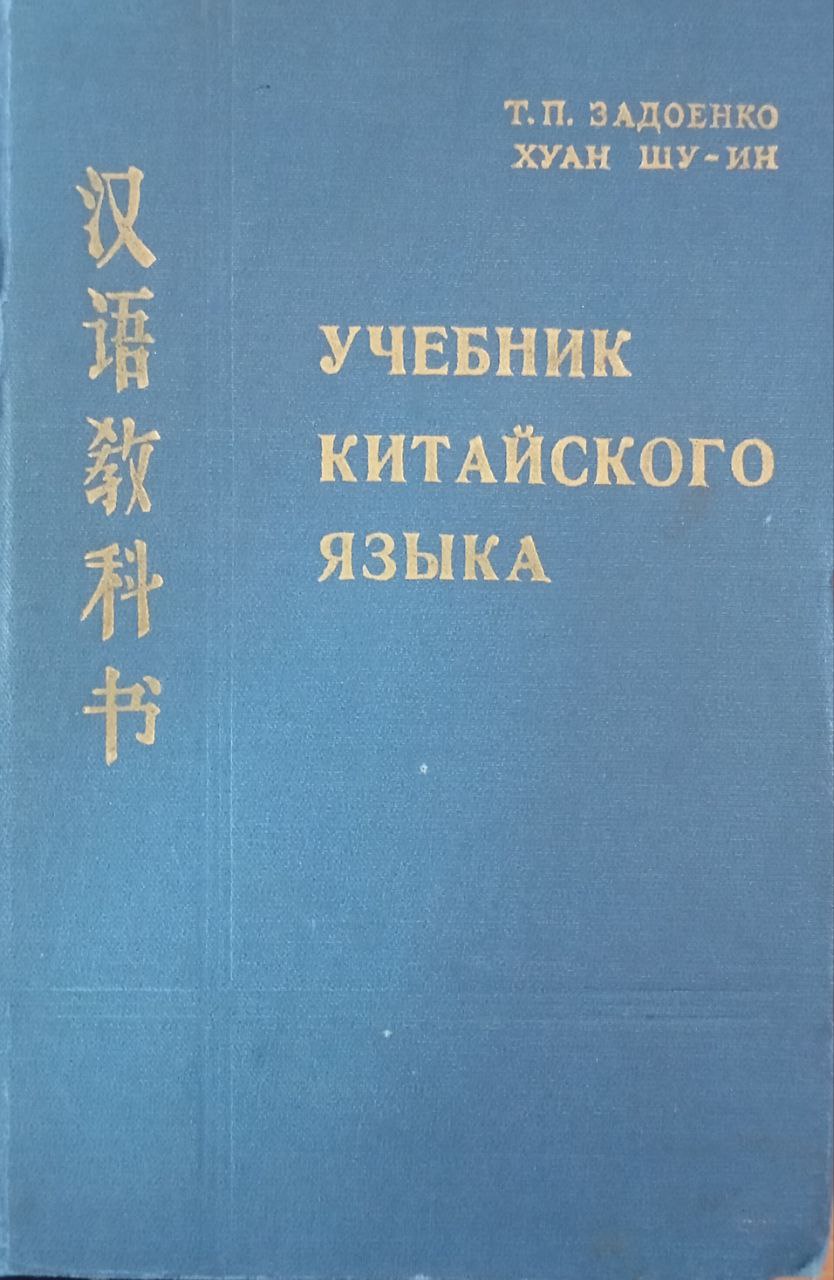 Т. П. ЗАДОЕНКО
ХУАН ШУ-ИН
汉语教科书
УЧЕБНИК
КИТАЙСКОГО
ЯЗЫКА